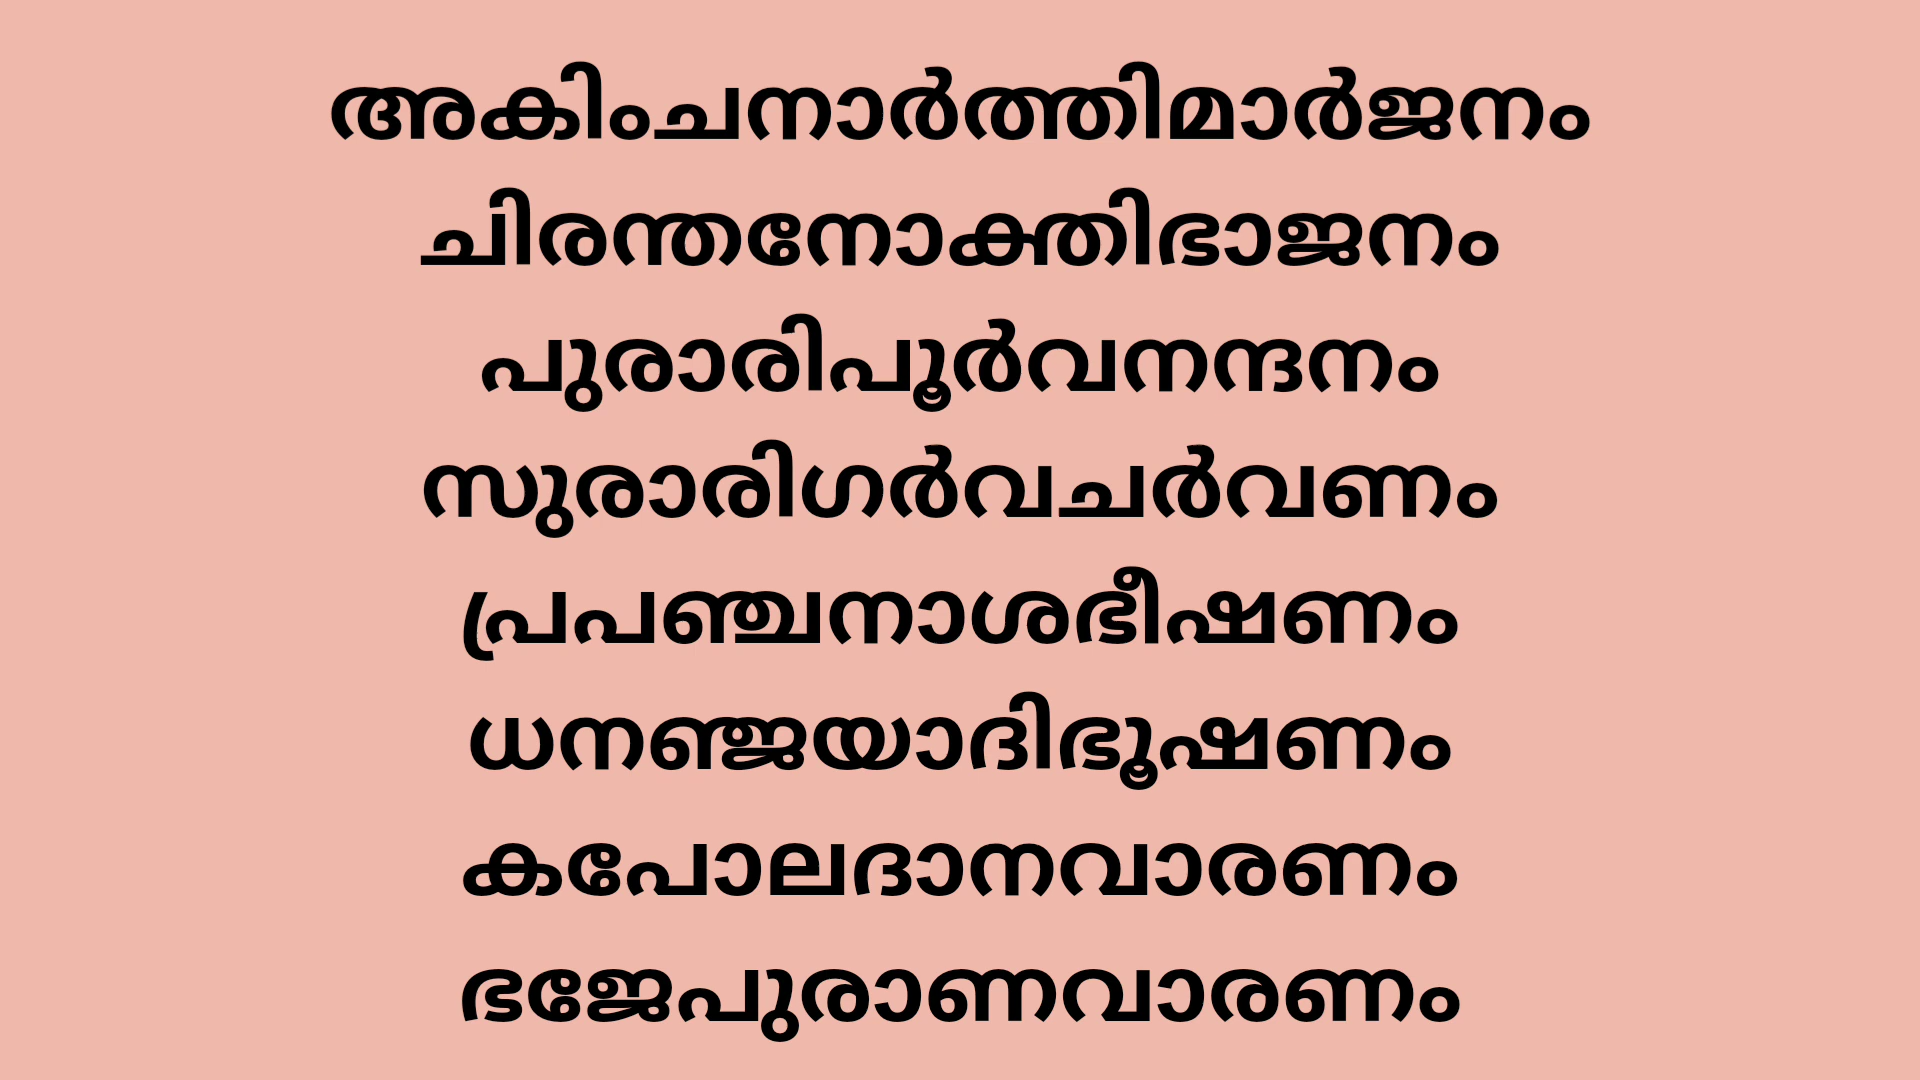 അകിംചനാർത്തിമാർജനം
ചിരന്തനോക്തിഭാജനം
പുരാരിപൂർവനന്ദനം
സുരാരിഗർവചർവണം
പ്രപഞ്ചനാശഭീഷണം
ധനഞ്ജയാദിഭൂഷണം
കപോലദാനവാരണം
ഭജേപുരാണവാരണം